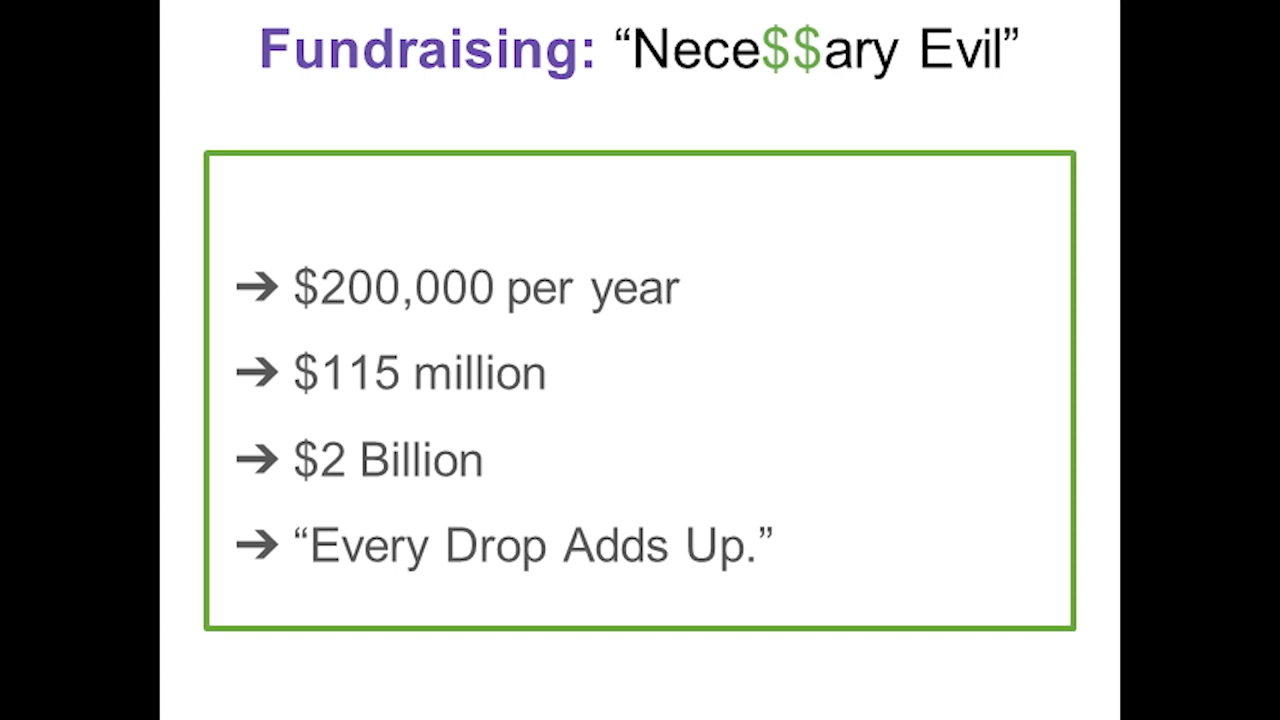 Fundraising: “Nece$$ary Evil”
➔ $200,000 per year
➔ $115 million
➔ $2 Billion
➔ “Every Drop Adds Up.”